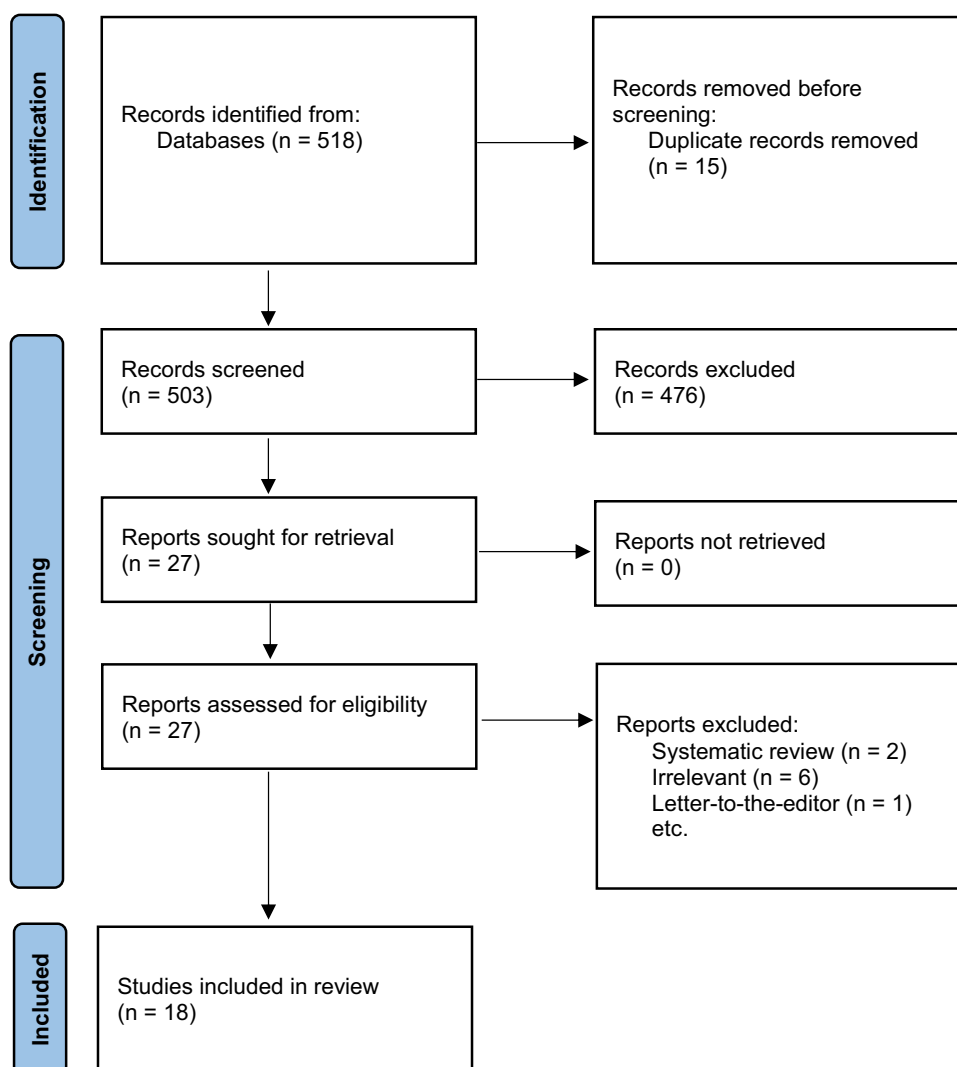 Identification
Records identified from:
Databases (n = 518)
Records removed before
screening:
Duplicate records removed
(n = 15)
Screening
Records screened
(n = 503)
Records excluded
(n = 476)
Reports sought for retrieval
(n = 27)
Reports not retrieved
(n = 0)
Reports assessed for eligibility
(n = 27)
Reports excluded:
Systematic review (n = 2)
Irrelevant (n = 6)
Letter-to-the-editor (n = 1)
etc.
Included
Studies included in review
(n = 18)